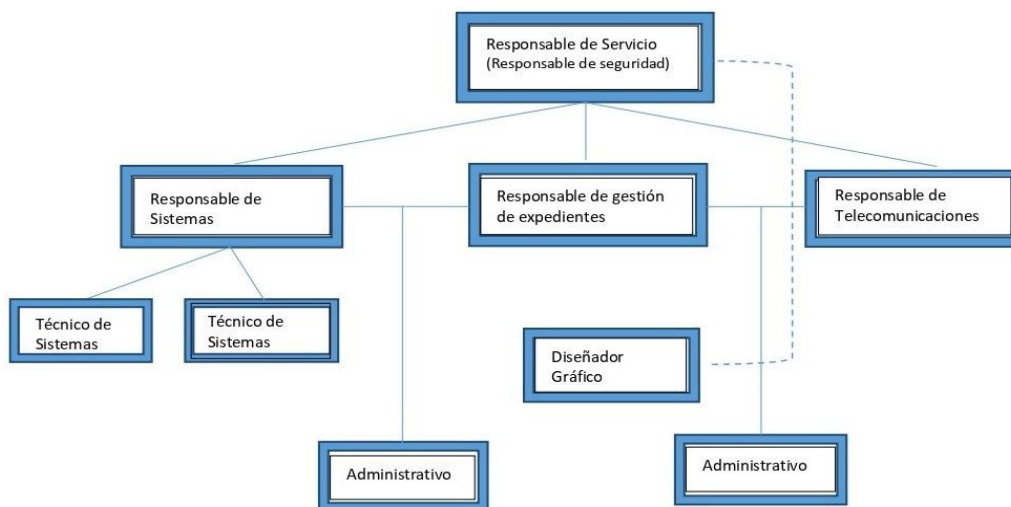 Responsable de Servicio
(Responsable de seguridad)
Responsable de
Sistemas
Responsable de gestión
de expedientes
Responsable de
Telecomunicaciones
Técnico de
Sistemas
Técnico de
Sistemas
Diseñador
Gráfico
Administrativo
Administrativo